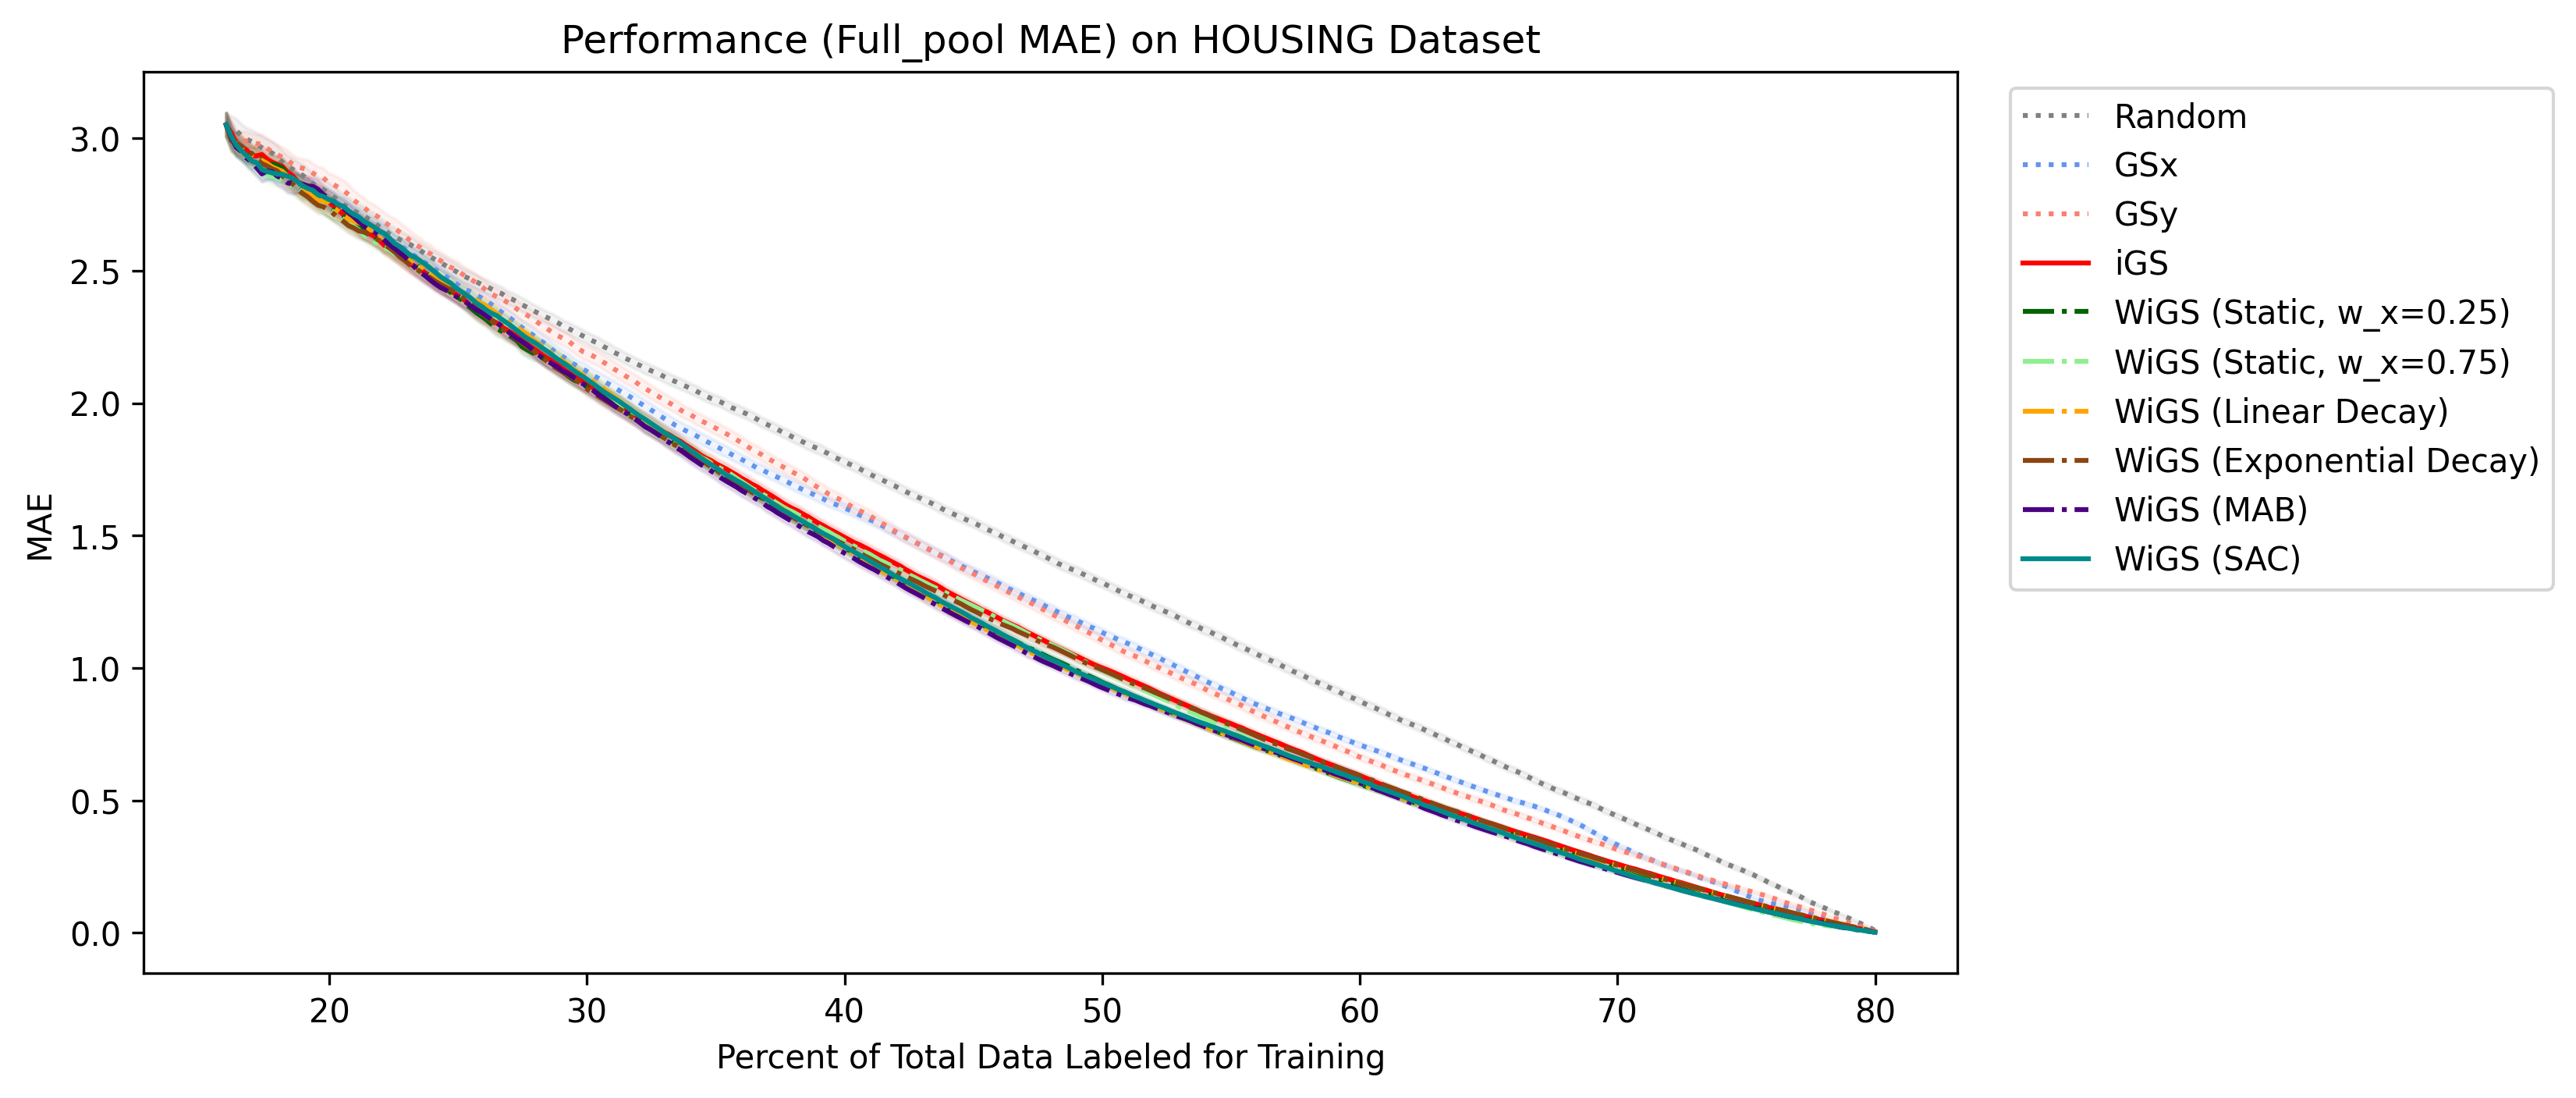 Performance (Full_pool MAE) on HOUSING Dataset
MAE
3.0
2.5
2.0
1.5
1.0
0.5
0.0
20
30
40
50
60
70
80
Percent of Total Data Labeled for Training
Random
GSx
GSy
iGS
WiGS (Static, w_x=0.25)
WiGS (Static, w_x=0.75)
WiGS (Linear Decay)
WiGS (Exponential Decay)
WiGS (MAB)
WiGS (SAC)